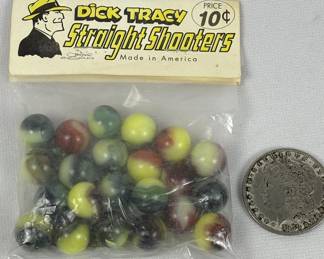 DICK TRACY
PRICE
10¢
Straight Shooters
Made in America